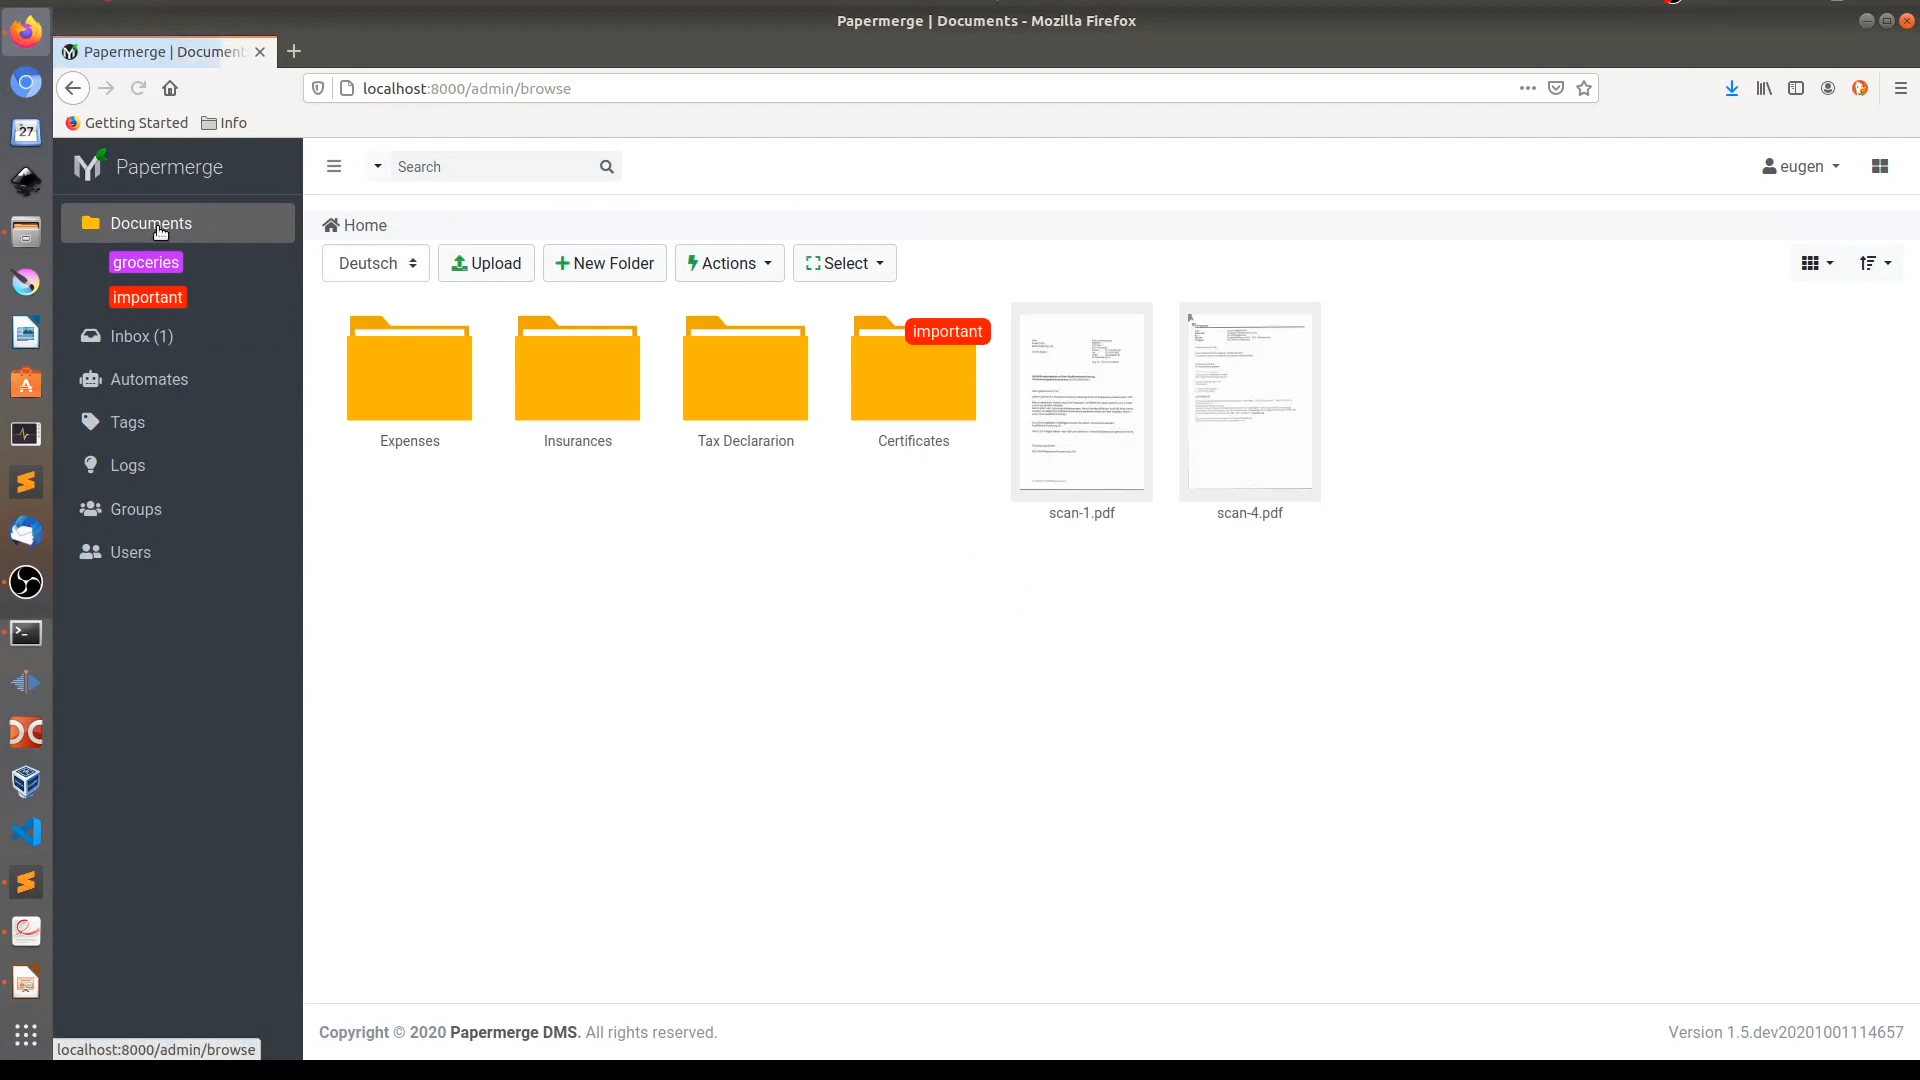 Papermerge | Documents - Mozilla Firefox
Papermerge | Document
localhost:8000/admin/browse
Getting Started
Info
27
Papermerge
Search
eugen
Documents
groceries
important
Inbox (1)
Automates
Tags
Logs
Groups
Users
Home
Deutsch
Upload
New Folder
Actions
Select
important
Expenses
Insurances
Tax Declararion
Certificates
scan-1.pdf
scan-4.pdf
Copyright © 2020 Papermerge DMS. All rights reserved.
Version 1.5.dev20201001114657
localhost:8000/admin/browse